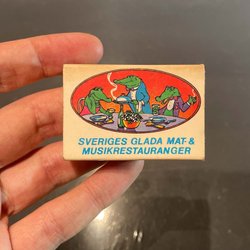 SVERIGES GLADA MAT- &
MUSIKRESTAURANGER